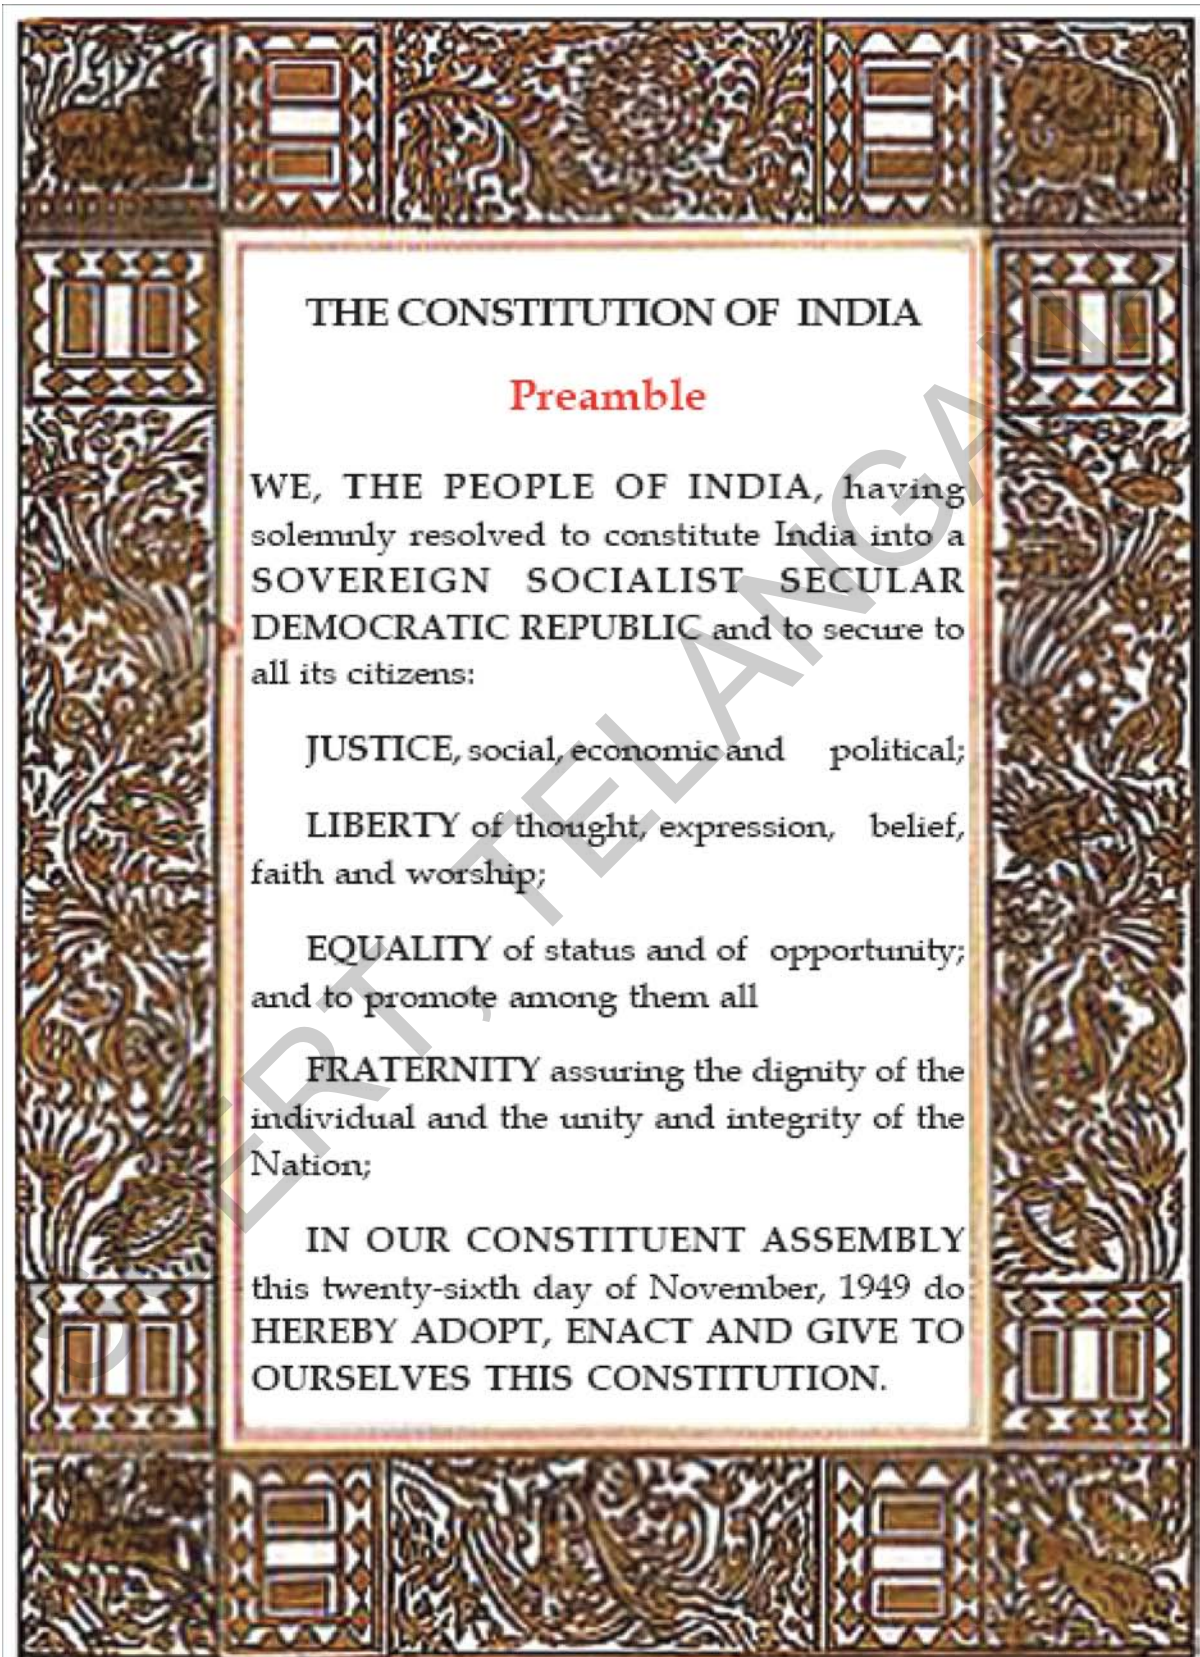 THE CONSTITUTION OF INDIA
Preamble
WE, THE PEOPLE OF INDIA, having
solemnly resolved to constitute India into a
SOVEREIGN SOCIALIST SECULAR
DEMOCRATIC REPUBLIC and to secure to
all its citizens:
JUSTICE, social, economic and political;
LIBERTY of thought, expression, belief,
faith and worship;
EQUALITY of status and of opportunity;
and to promote among them all
FRATERNITY assuring the dignity of the
individual and the unity and integrity of the
Nation;
IN OUR CONSTITUENT ASSEMBLY
this twenty-sixth day of November, 1949 do
HEREBY ADOPT, ENACT AND GIVE TO
OURSELVES THIS CONSTITUTION.